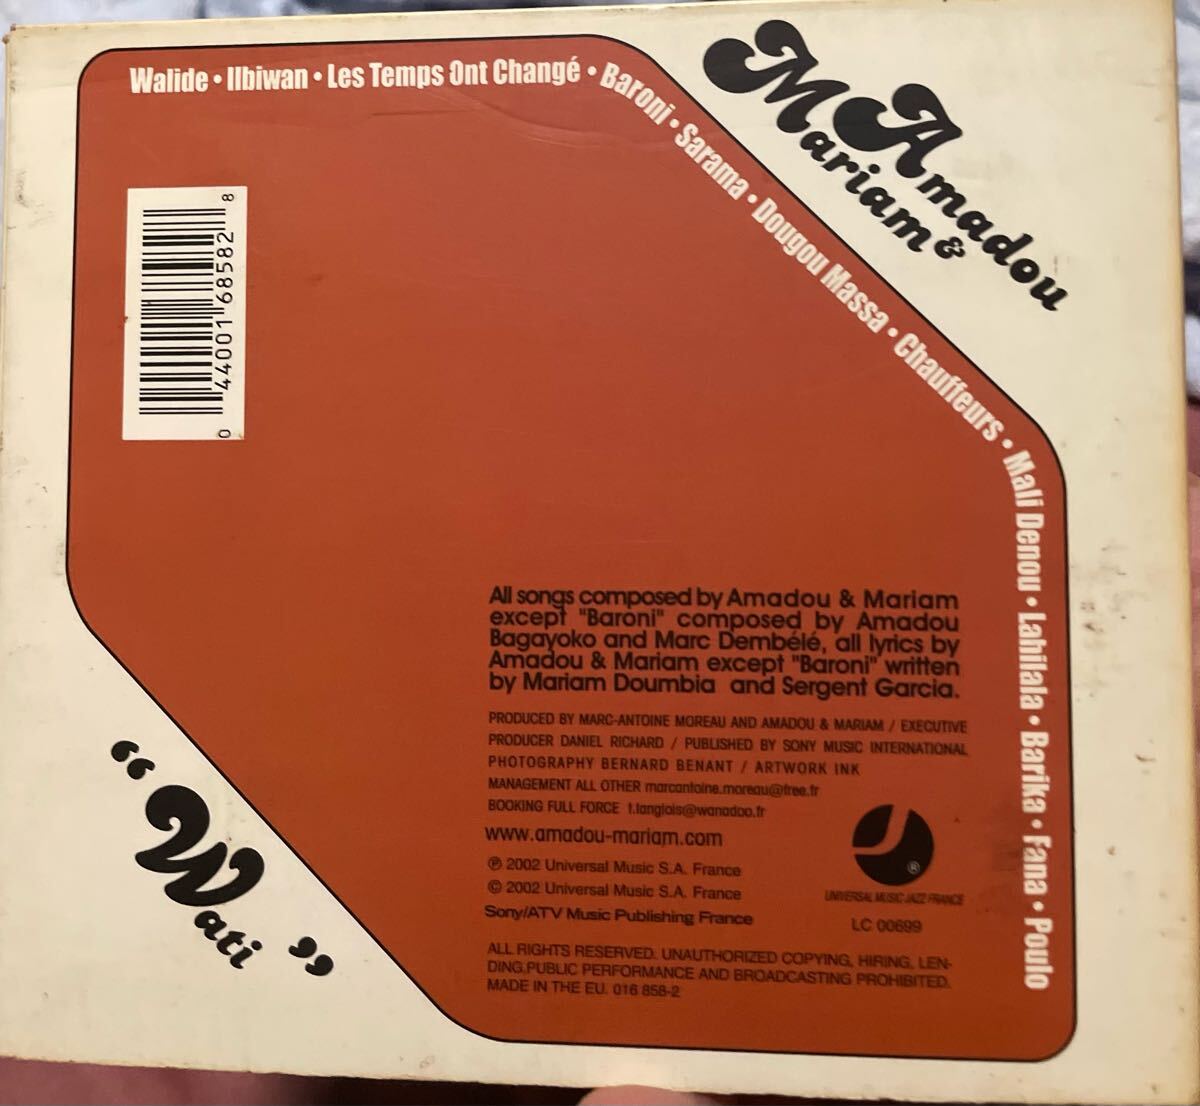 Walide • Ilbiwan • Les Temps Ont Changé • Baroni • Sarama • Dougou Massa • Chauffeurs • Mali Denou • Lahilala • Barika • Fana • Poulo
Amadou
& Mariam
0 44001 68582 8
All songs composed by Amadou & Mariam
except "Baroni" composed by Amadou
Bagayoko and Marc Dembélé, all lyrics by
Amadou & Mariam except "Baroni" written
by Mariam Doumbia and Sergent Garcia.
PRODUCED BY MARC-ANTOINE MOREAU AND AMADOU & MARIAM / EXECUTIVE
PRODUCER DANIEL RICHARD / PUBLISHED BY SONY MUSIC INTERNATIONAL
PHOTOGRAPHY BERNARD BENANT / ARTWORK INK
MANAGEMENT ALL OTHER marcantoine.moreau@free.fr
BOOKING FULL FORCE t.langlois@wanadoo.fr
www.amadou-mariam.com
℗ 2002 Universal Music S.A. France
© 2002 Universal Music S.A. France
Sony/ATV Music Publishing France
®
UNIVERSAL MUSIC JAZZ FRANCE
LC 00699
ALL RIGHTS RESERVED. UNAUTHORIZED COPYING, HIRING, LEN-
DING.PUBLIC PERFORMANCE AND BROADCASTING PROHIBITED.
MADE IN THE EU. 016 858-2
“Wati”